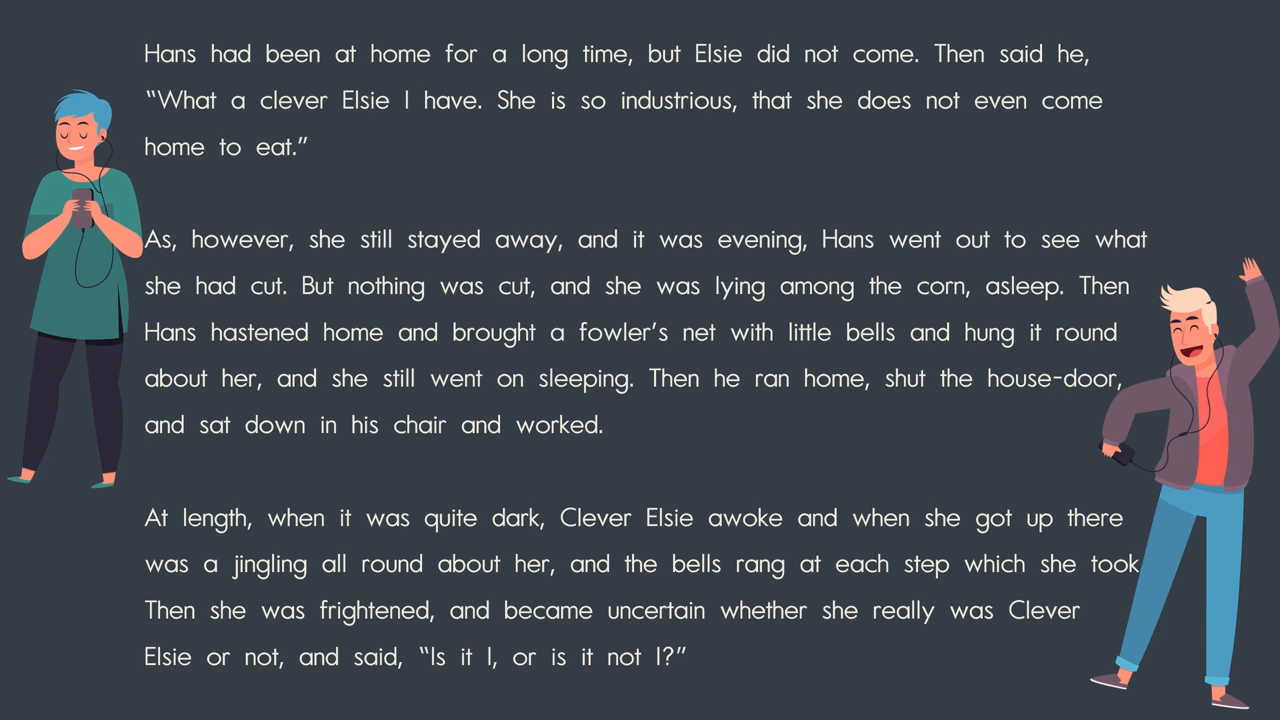 Hans had been at home for a long time, but Elsie did not come. Then said he,
“What a clever Elsie I have. She is so industrious, that she does not even come
home to eat.”
As, however, she still stayed away, and it was evening, Hans went out to see what
she had cut. But nothing was cut, and she was lying among the corn, asleep. Then
Hans hastened home and brought a fowler’s net with little bells and hung it round
about her, and she still went on sleeping. Then he ran home, shut the house-door,
and sat down in his chair and worked.
At length, when it was quite dark, Clever Elsie awoke and when she got up there
was a jingling all round about her, and the bells rang at each step which she took
Then she was frightened, and became uncertain whether she really was Clever
Elsie or not, and said, “Is it I, or is it not I?”